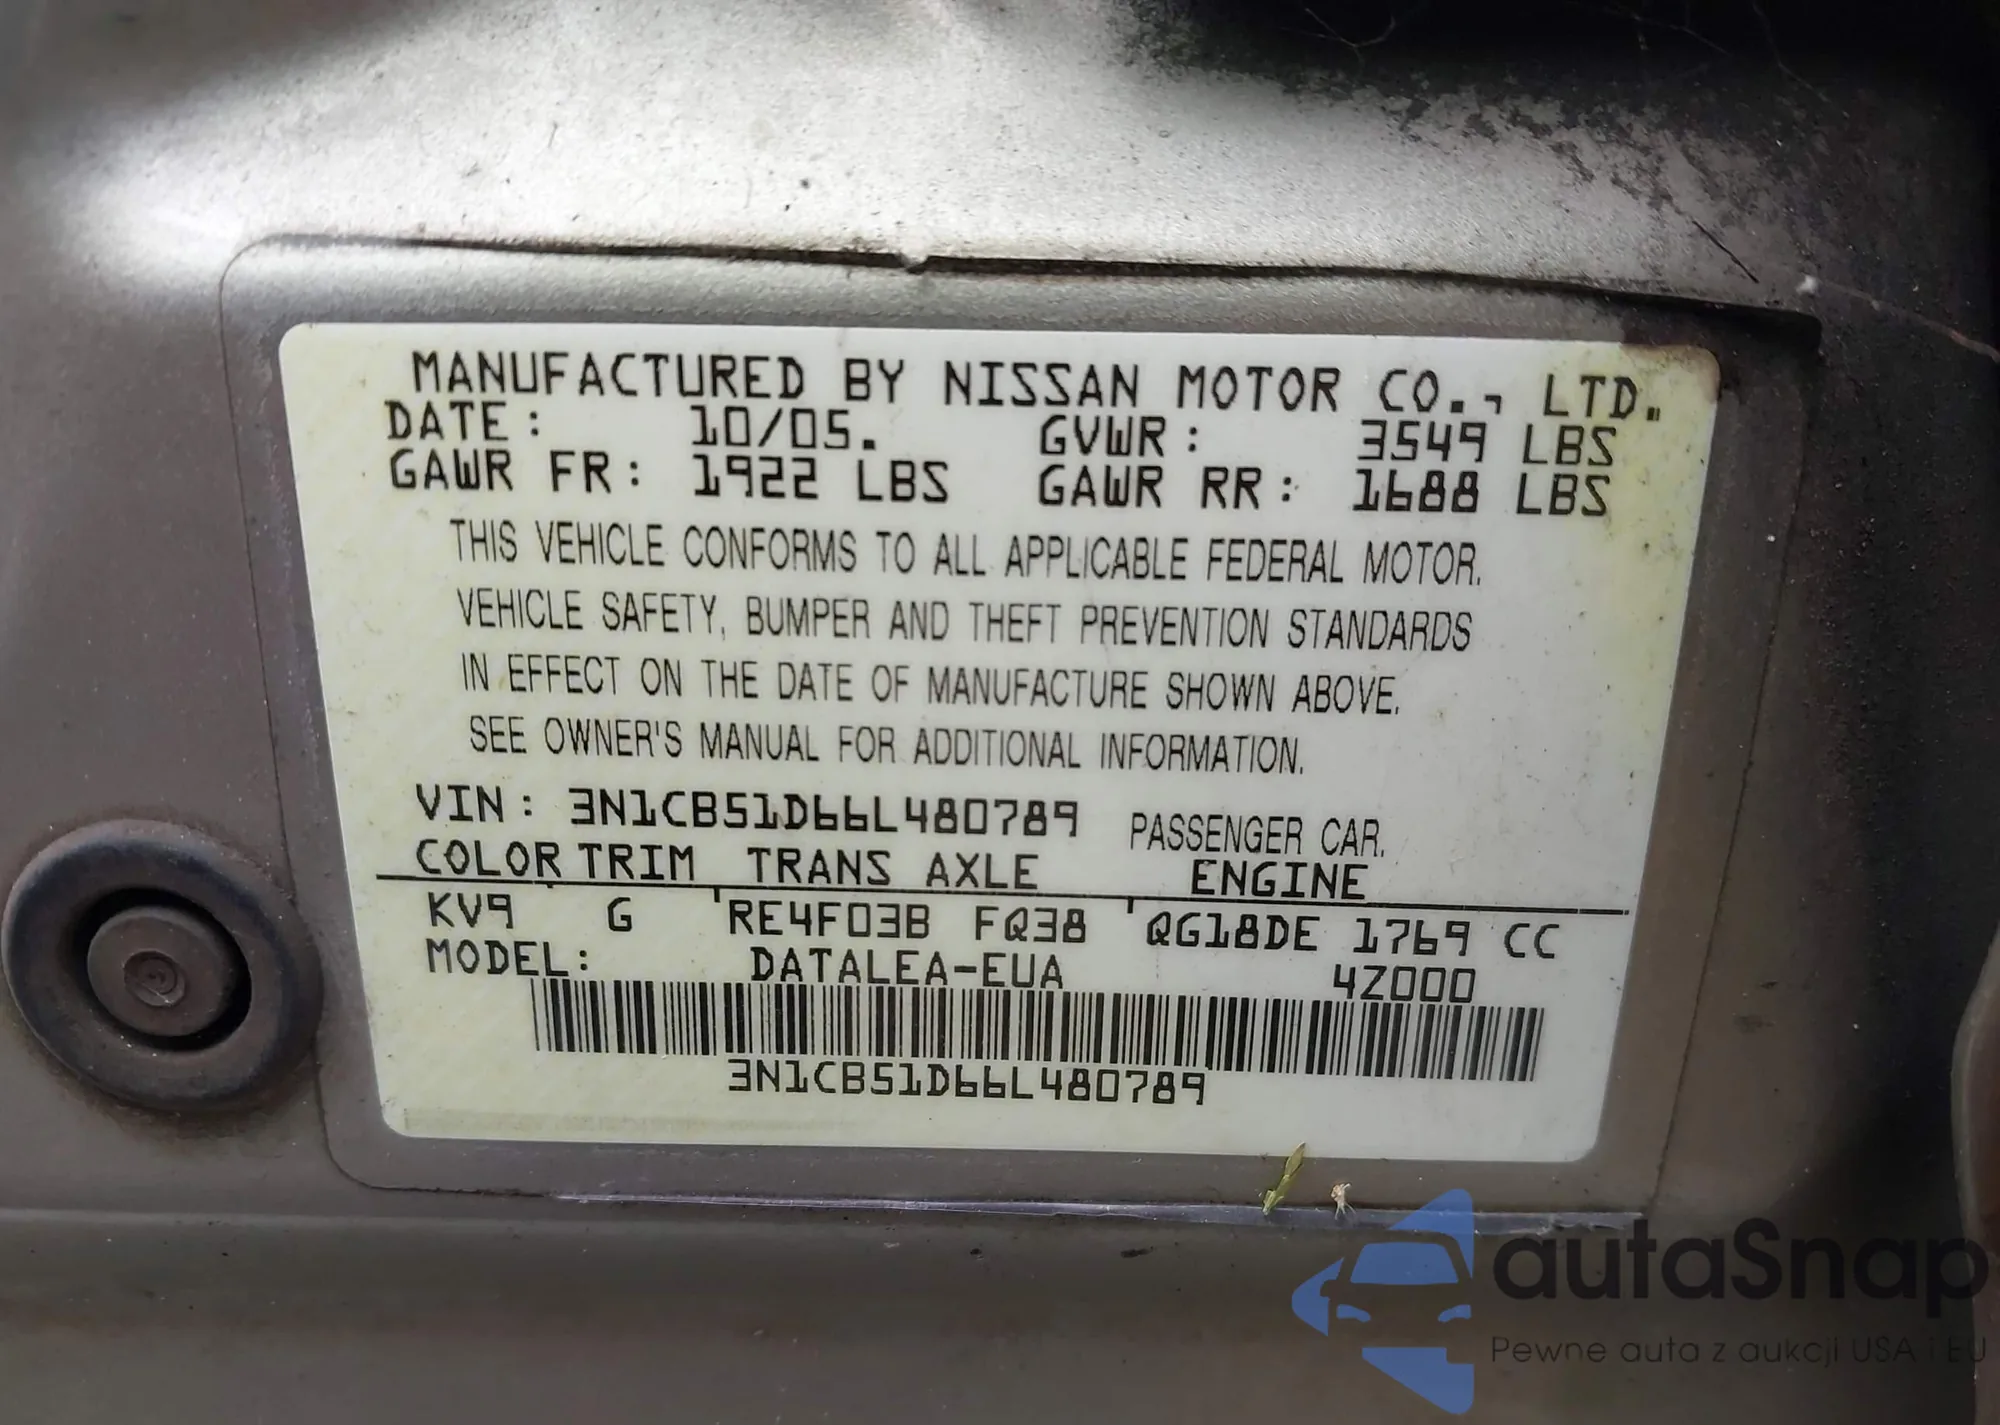 MANUFACTURED BY NISSAN MOTOR CO., LTD.
DATE: 10/05. GVWR: 3549 LBS
GAWR FR: 1922 LBS GAWR RR: 1688 LBS
THIS VEHICLE CONFORMS TO ALL APPLICABLE FEDERAL MOTOR.
VEHICLE SAFETY, BUMPER AND THEFT PREVENTION STANDARDS
IN EFFECT ON THE DATE OF MANUFACTURE SHOWN ABOVE.
SEE OWNER'S MANUAL FOR ADDITIONAL INFORMATION.
VIN: 3N1CB51D66L480789 PASSENGER CAR.
COLOR TRIM TRANS AXLE ENGINE
KV9 G RE4F03B FQ38 QG18DE 1769 CC
MODEL: DATALEA-EUA 4Z000
3N1CB51D66L480789
autaSnap
Pewne auta z aukcji USA i EU